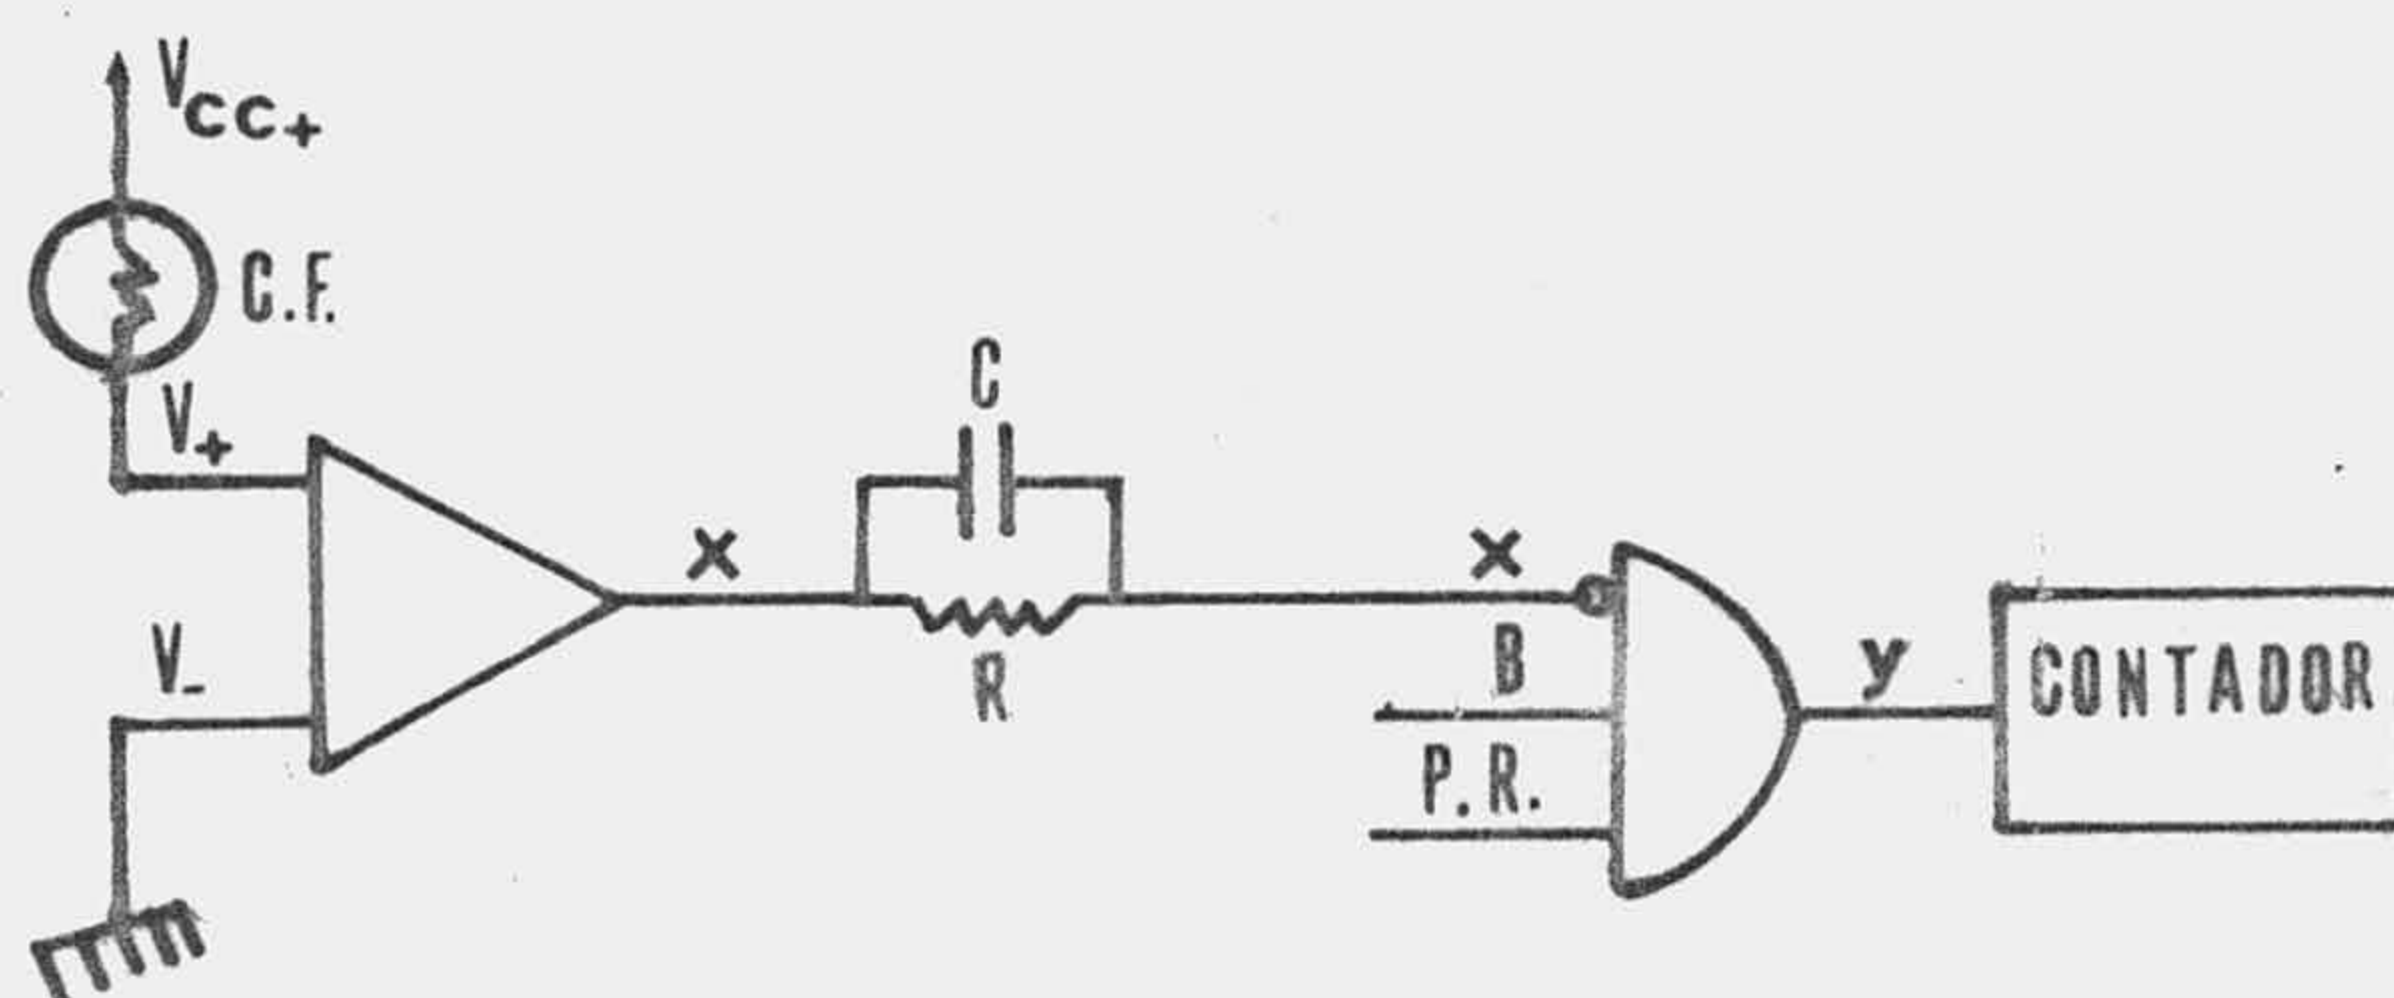 VCC+
C.F.
V+
C
X
R
V-
X
B
P.R.
y
CONTADOR